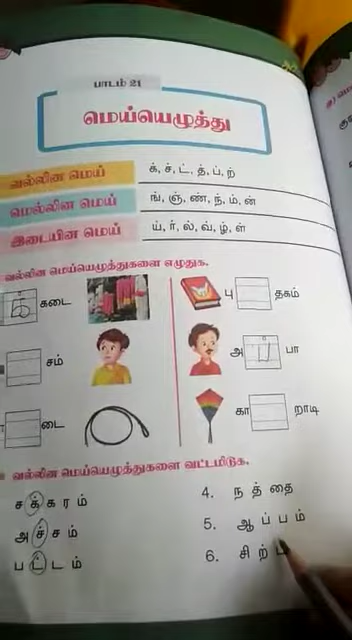 பாடம் 21
மெய்யெழுத்து
வல்லின மெய் க், ச், ட், த், ப், ற்
மெல்லின மெய் ங், ஞ், ண், ந், ம், ன்
இடையின மெய் ய், ர், ல், வ், ழ், ள்
வல்லின மெய்யெழுத்துகளை எழுதுக.
கடை
பு தகம்
சம்
அ ப் பா
டை
கா றாடி
வல்லின மெய்யெழுத்துகளை வட்டமிடுக.
ச க் க ர ம்
4. ந த் தை
அ ச் ச ம்
5. ஆ ப் ப ம்
ப ட் ட ம்
6. சி ற்